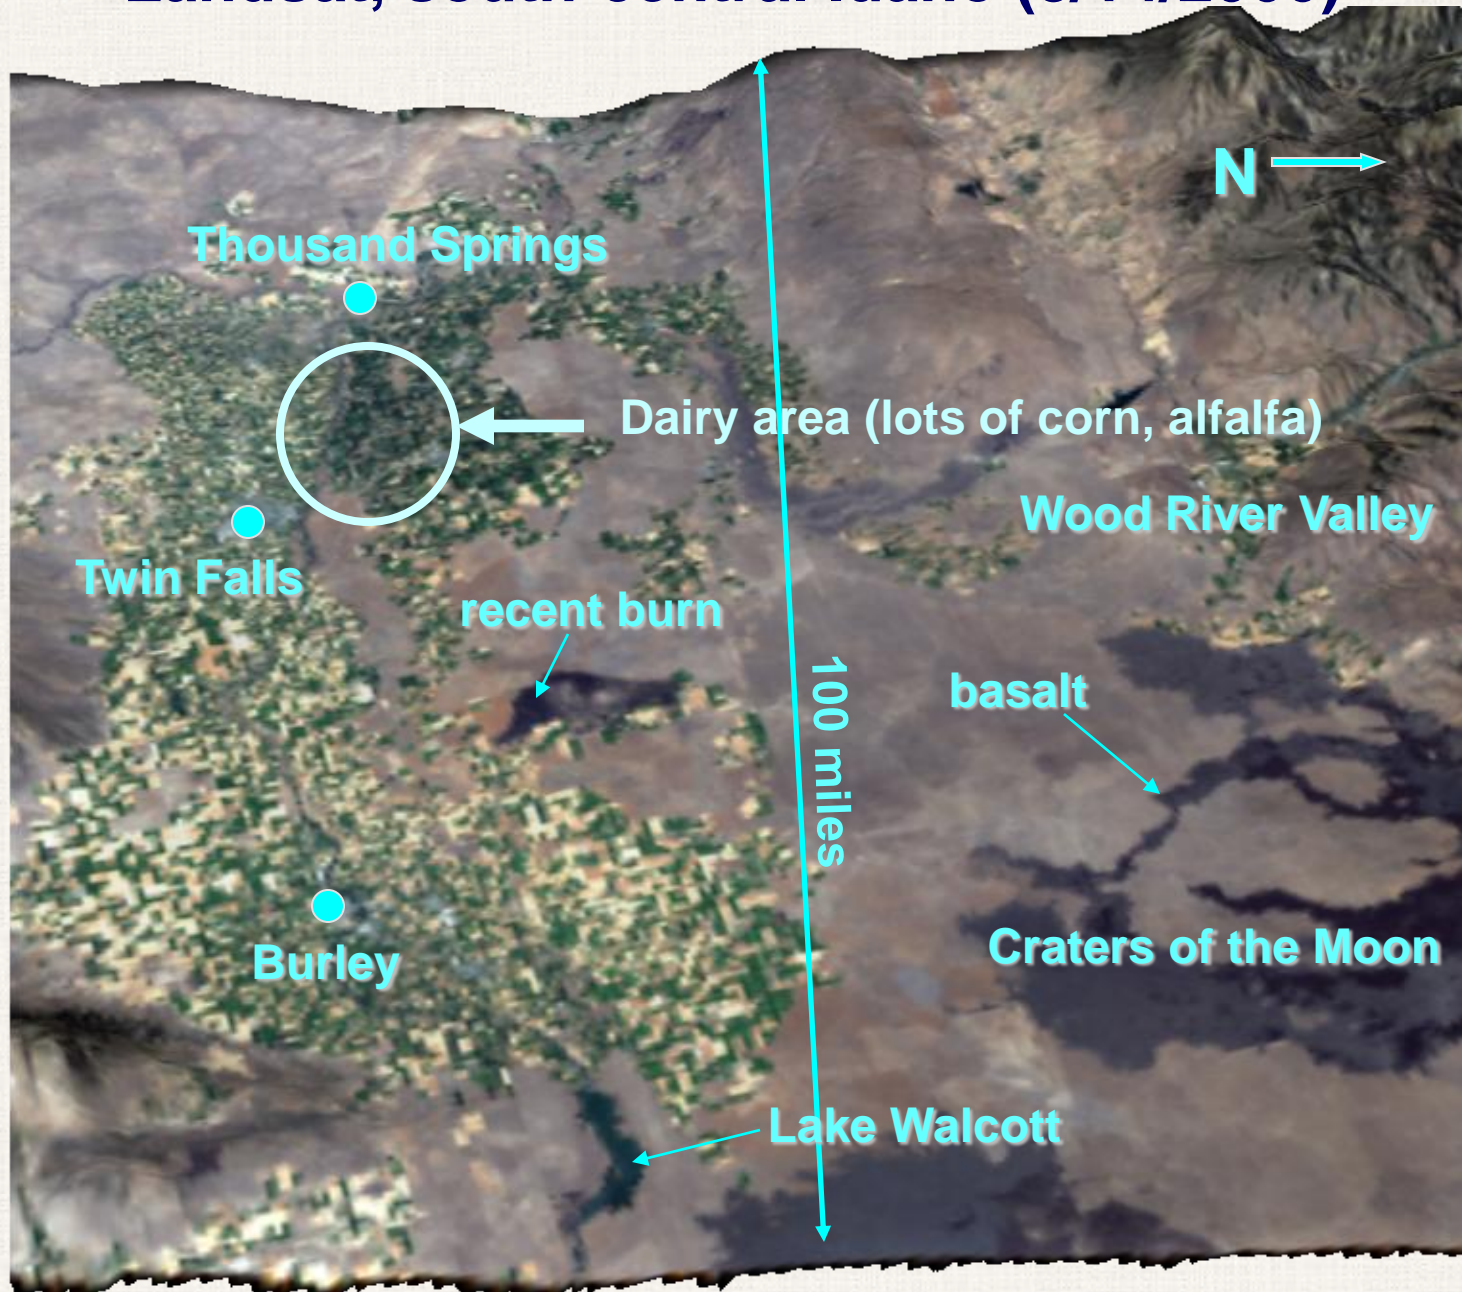 N
Thousand Springs
Dairy area (lots of corn, alfalfa)
Wood River Valley
Twin Falls
recent burn
100 miles
basalt
Burley
Craters of the Moon
Lake Walcott